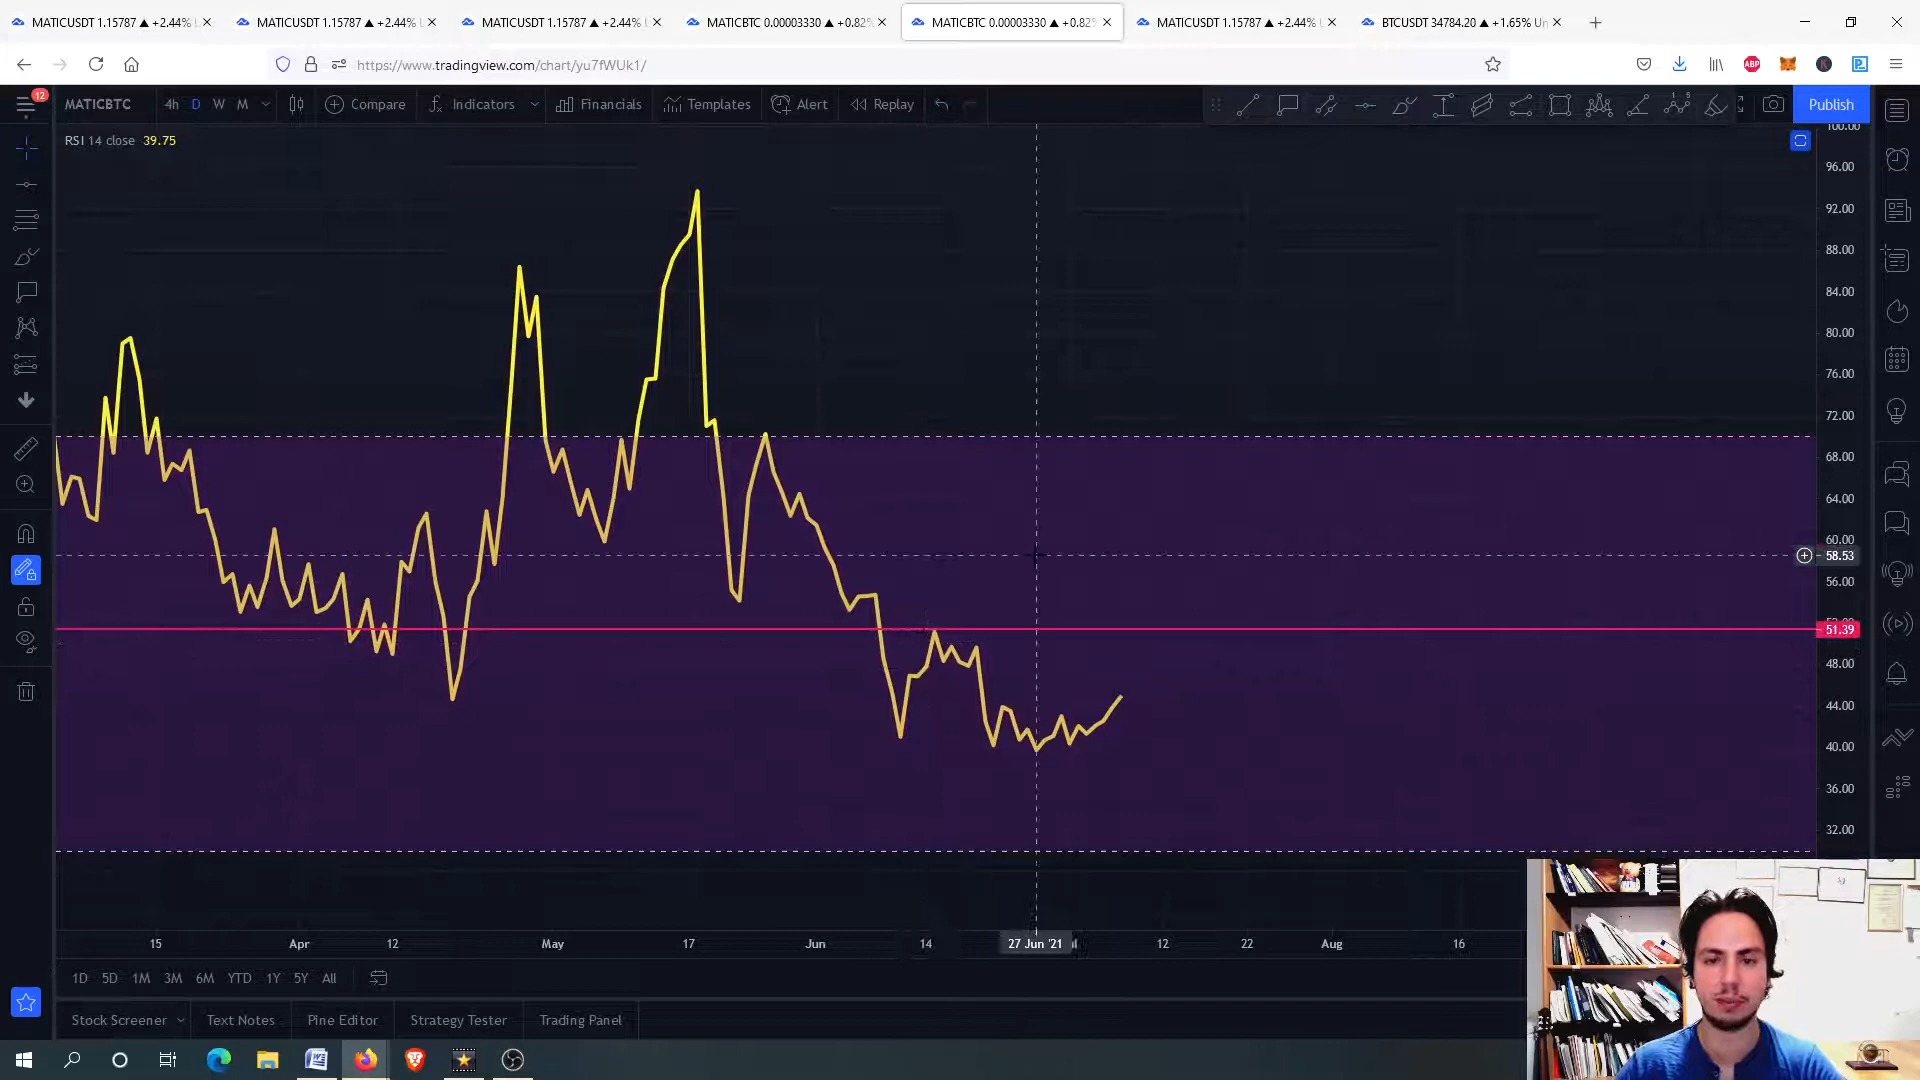 MATICUSDT 1.15787 ▲ +2.44%
MATICUSDT 1.15787 ▲ +2.44%
MATICUSDT 1.15787 ▲ +2.44%
MATICBTC 0.00003330 ▲ +0.82%
MATICBTC 0.00003330 ▲ +0.82%
MATICUSDT 1.15787 ▲ +2.44%
BTCUSDT 34784.20 ▲ +1.65% Un
https://www.tradingview.com/chart/yu7fWUk1/
ABP
12
MATICBTC 4h D W M Compare Indicators Financials Templates Alert Replay Publish
RSI 14 close 39.75
100.00
96.00
92.00
88.00
84.00
80.00
76.00
72.00
68.00
64.00
60.00
58.53
56.00
51.39
48.00
44.00
40.00
36.00
32.00
15 Apr 12 May 17 Jun 14 27 Jun '21 12 22 Aug 16
1D 5D 1M 3M 6M YTD 1Y 5Y All
Stock Screener Text Notes Pine Editor Strategy Tester Trading Panel